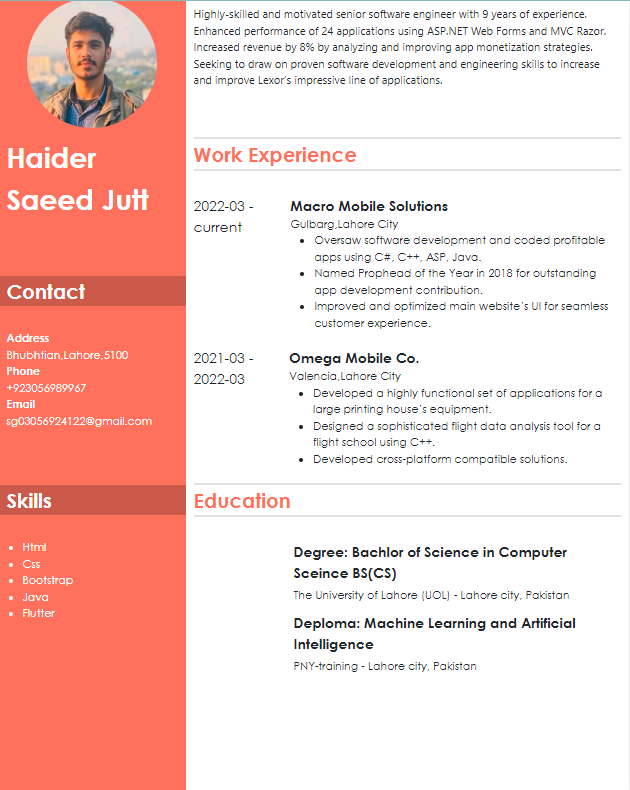 Haider
Saeed Jutt
Contact
Address
Bhubhtian,Lahore,5100
Phone
+923056989967
Email
sg03056924122@gmail.com
Skills
Html
Css
Bootstrap
Java
Flutter
Highly-skilled and motivated senior software engineer with 9 years of experience.
Enhanced performance of 24 applications using ASP.NET Web Forms and MVC Razor.
Increased revenue by 8% by analyzing and improving app monetization strategies.
Seeking to draw on proven software development and engineering skills to increase
and improve Lexor's impressive line of applications.
Work Experience
2022-03 -
current
Macro Mobile Solutions
Gulbarg,Lahore City
Oversaw software development and coded profitable
apps using C#, C++, ASP, Java.
Named Prophead of the Year in 2018 for outstanding
app development contribution.
Improved and optimized main website's UI for seamless
customer experience.
2021-03 -
2022-03
Omega Mobile Co.
Valencia,Lahore City
Developed a highly functional set of applications for a
large printing house's equipment.
Designed a sophisticated flight data analysis tool for a
flight school using C++.
Developed cross-platform compatible solutions.
Education
Degree: Bachlor of Science in Computer
Sceince BS(CS)
The University of Lahore (UOL) - Lahore city, Pakistan
Deploma: Machine Learning and Artificial
Intelligence
PNY-training - Lahore city, Pakistan